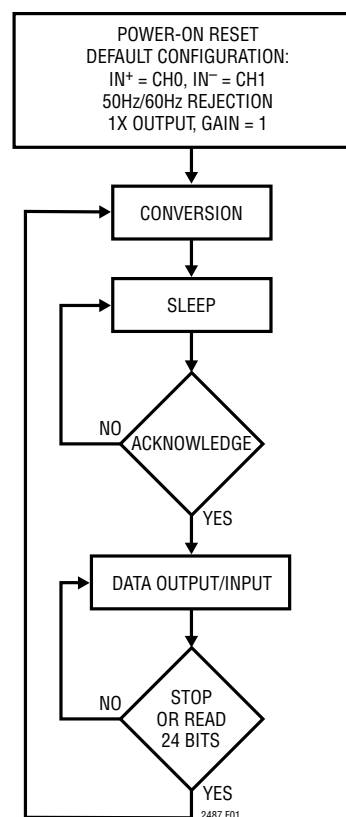 POWER-ON RESET
DEFAULT CONFIGURATION:
IN+ = CH0, IN– = CH1
50Hz/60Hz REJECTION
1X OUTPUT, GAIN = 1
CONVERSION
SLEEP
NO
ACKNOWLEDGE
YES
DATA OUTPUT/INPUT
NO
STOP
OR READ
24 BITS
YES
2487 F01